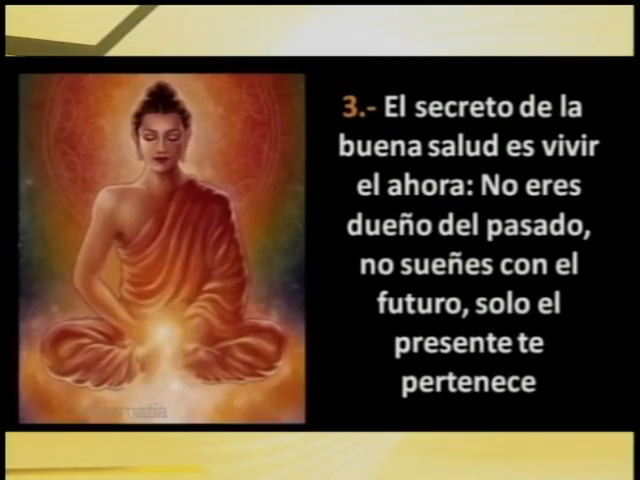 3.- El secreto de la
buena salud es vivir
el ahora: No eres
dueño del pasado,
no sueñes con el
futuro, solo el
presente te
pertenece